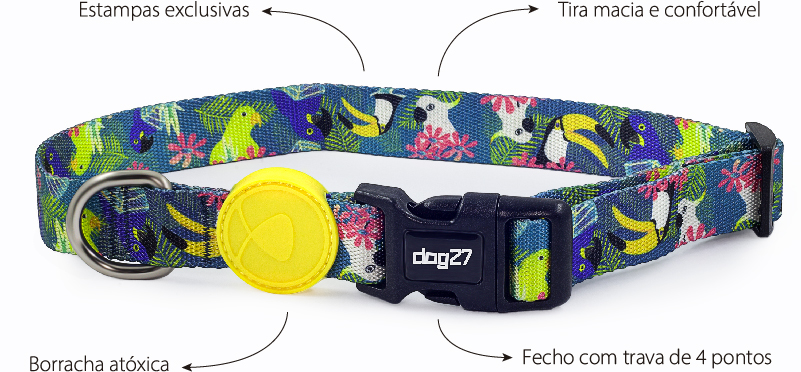 Estampas exclusivas
Tira macia e confortável
dog27
Borracha atóxica
Fecho com trava de 4 pontos